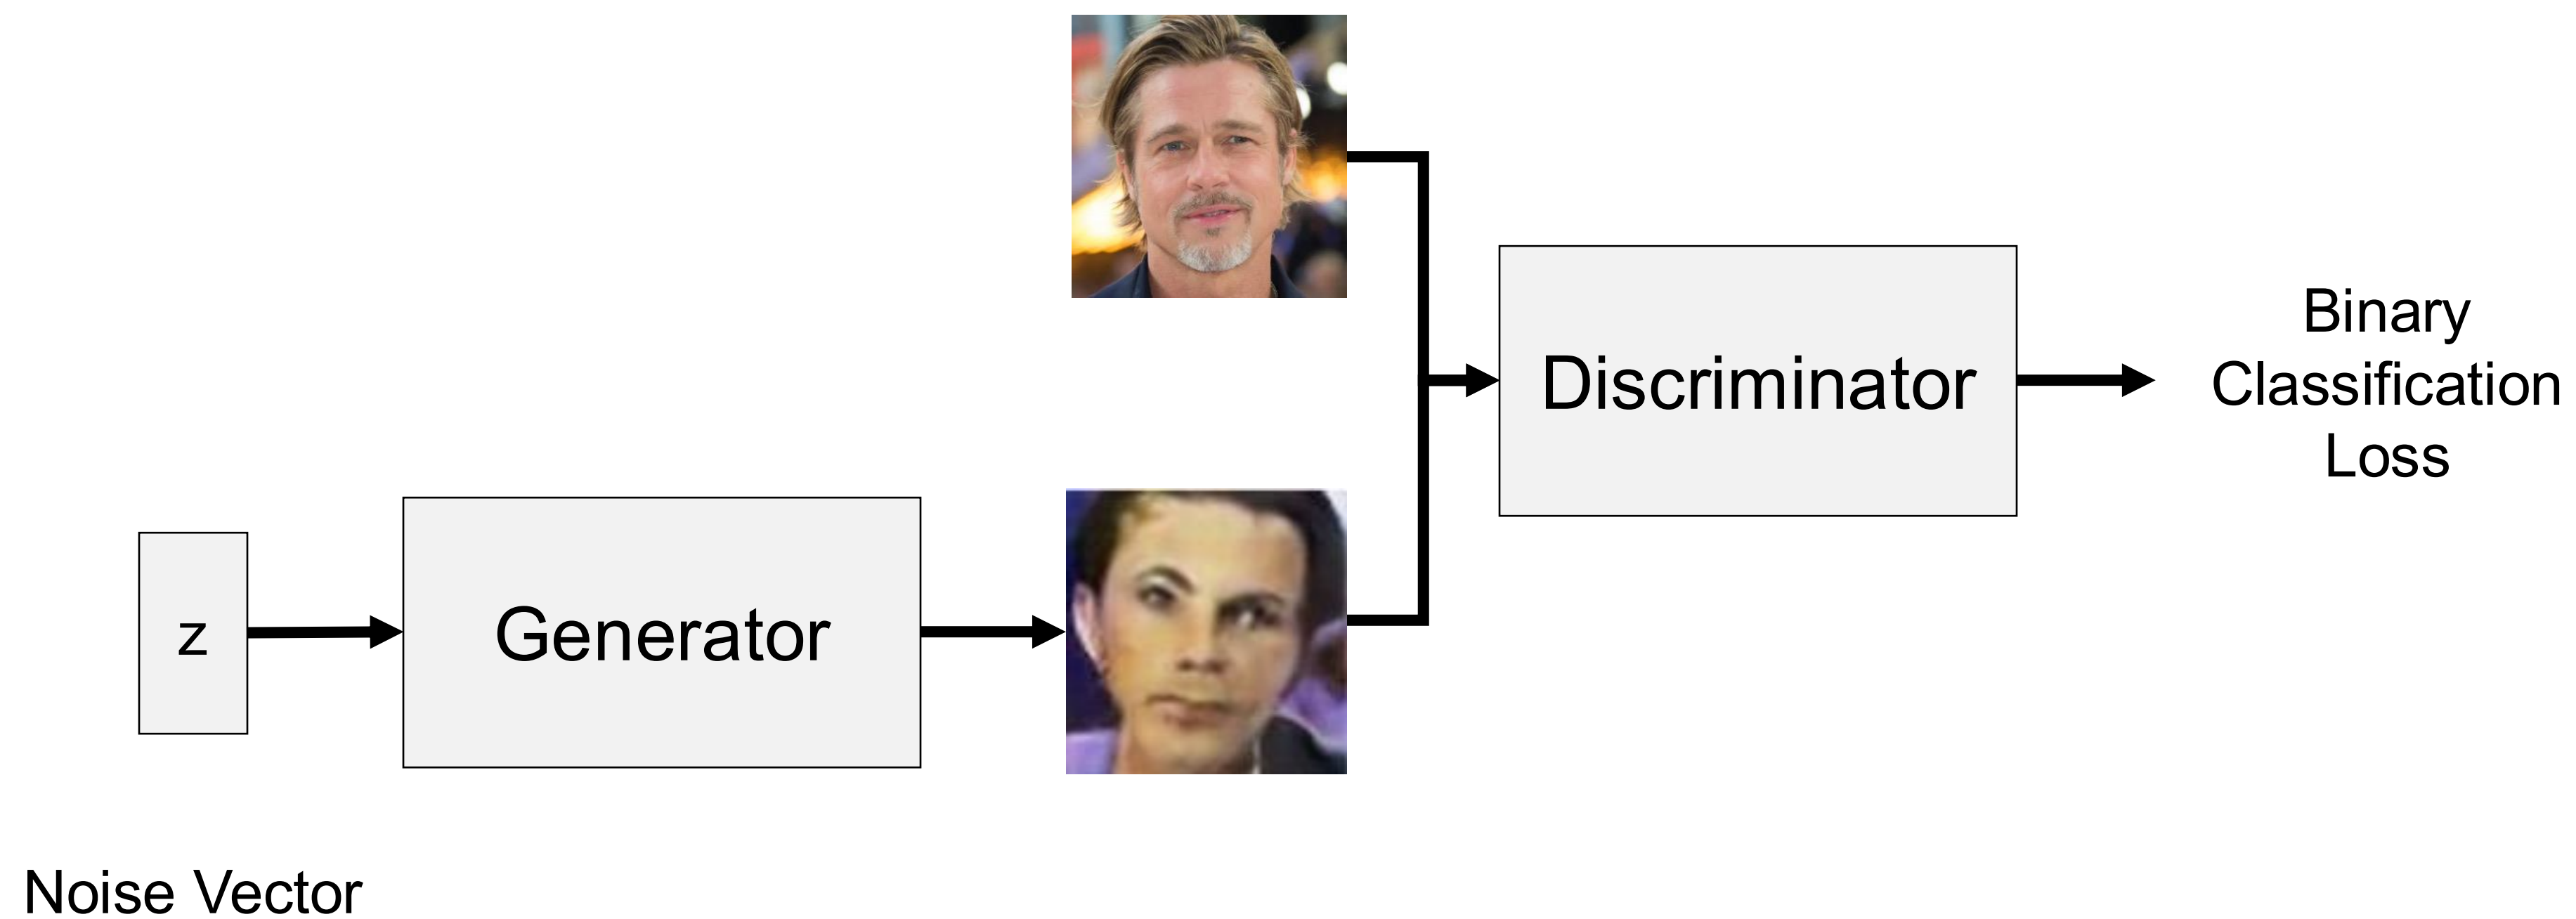 z
Generator
Discriminator
Binary
Classification
Loss
Noise Vector